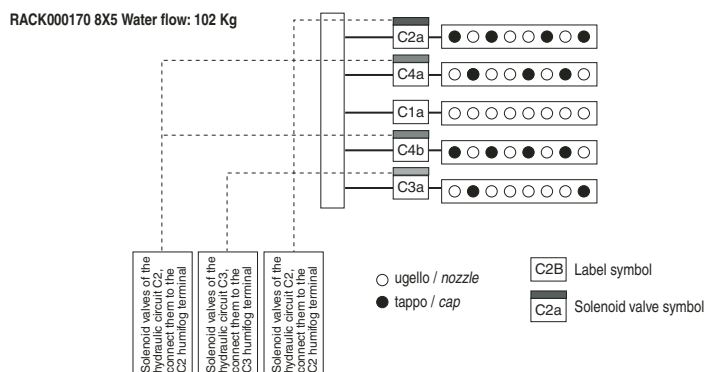 RACK000170 8X5 Water flow: 102 Kg
C2a
C4a
C1a
C4b
C3a
Solenoid valves of the
hydraulic circuit C2,
connect them to the
C2 humifog terminal
Solenoid valves of the
hydraulic circuit C3,
connect them to the
C3 humifog terminal
Solenoid valves of the
hydraulic circuit C2,
connect them to the
C2 humifog terminal
ugello / nozzle
tappo / cap
C2B Label symbol
C2a Solenoid valve symbol